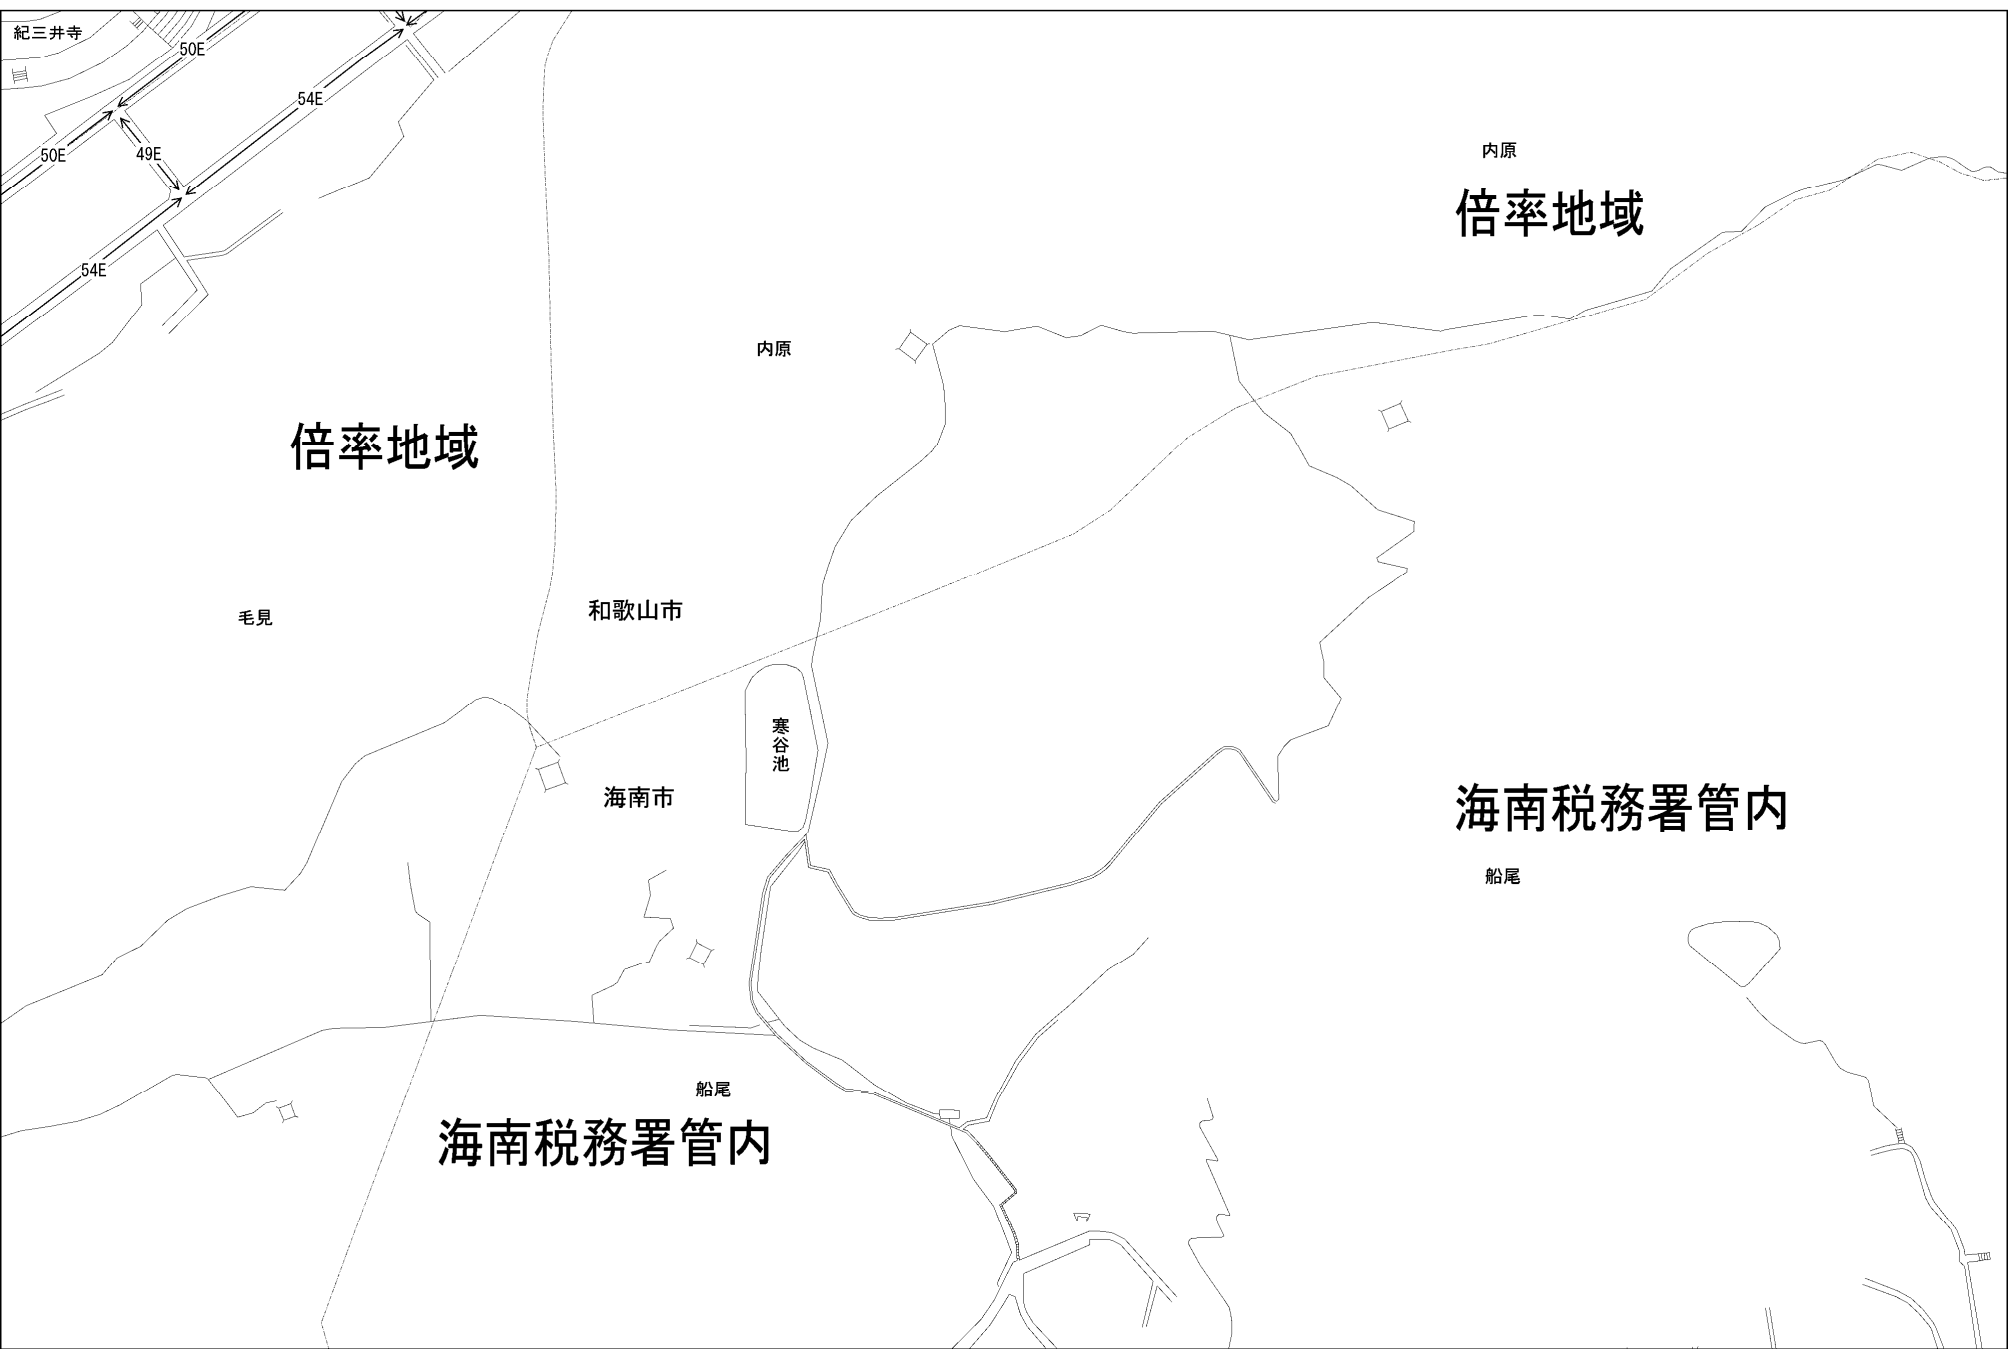 紀三井寺
50E
54E
50E
49E
内原
倍率地域
54E
内原
倍率地域
毛見
和歌山市
寒谷池
海南市
海南税務署管内
船尾
船尾
海南税務署管内